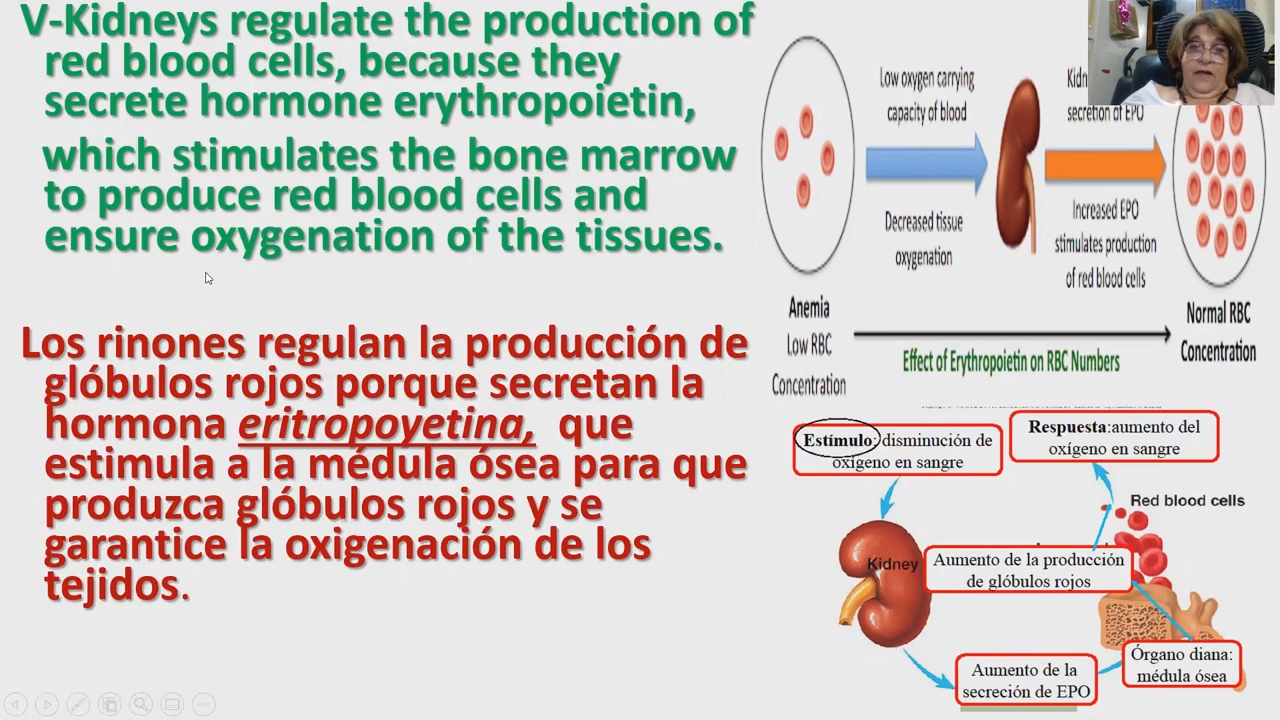 V-Kidneys regulate the production of
red blood cells, because they
secrete hormone erythropoietin,
which stimulates the bone marrow
to produce red blood cells and
ensure oxygenation of the tissues.
Los rinones regulan la producción de
glóbulos rojos porque secretan la
hormona eritropoyetina, que
estimula a la médula ósea para que
produzca glóbulos rojos y se
garantice la oxigenación de los
tejidos.
Low oxygen carrying
capacity of blood
Decreased tissue
oxygenation
secretion of EPO
Increased EPO
stimulates production
of red blood cells
Anemia
Low RBC
Concentration
Normal RBC
Concentration
Effect of Erythropoietin on RBC Numbers
Estímulo: disminución de
oxígeno en sangre
Respuesta:aumento del
oxígeno en sangre
Red blood cells
Kidney
Aumento de la producción
de glóbulos rojos
Órgano diana:
médula ósea
Aumento de la
secreción de EPO